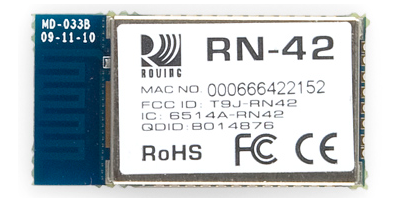 MD-033B
09-11-10
ROVING
RN-42
MAC NO. 000666422152
FCC ID: T9J-RN42
IC: 6514A-RN42
QDID: B014876
RoHS FC CE